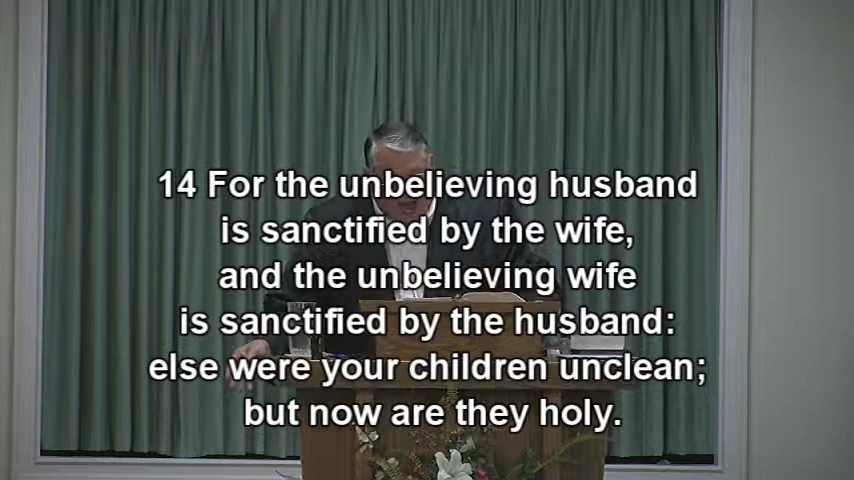 14 For the unbelieving husband
is sanctified by the wife,
and the unbelieving wife
is sanctified by the husband:
else were your children unclean;
but now are they holy.